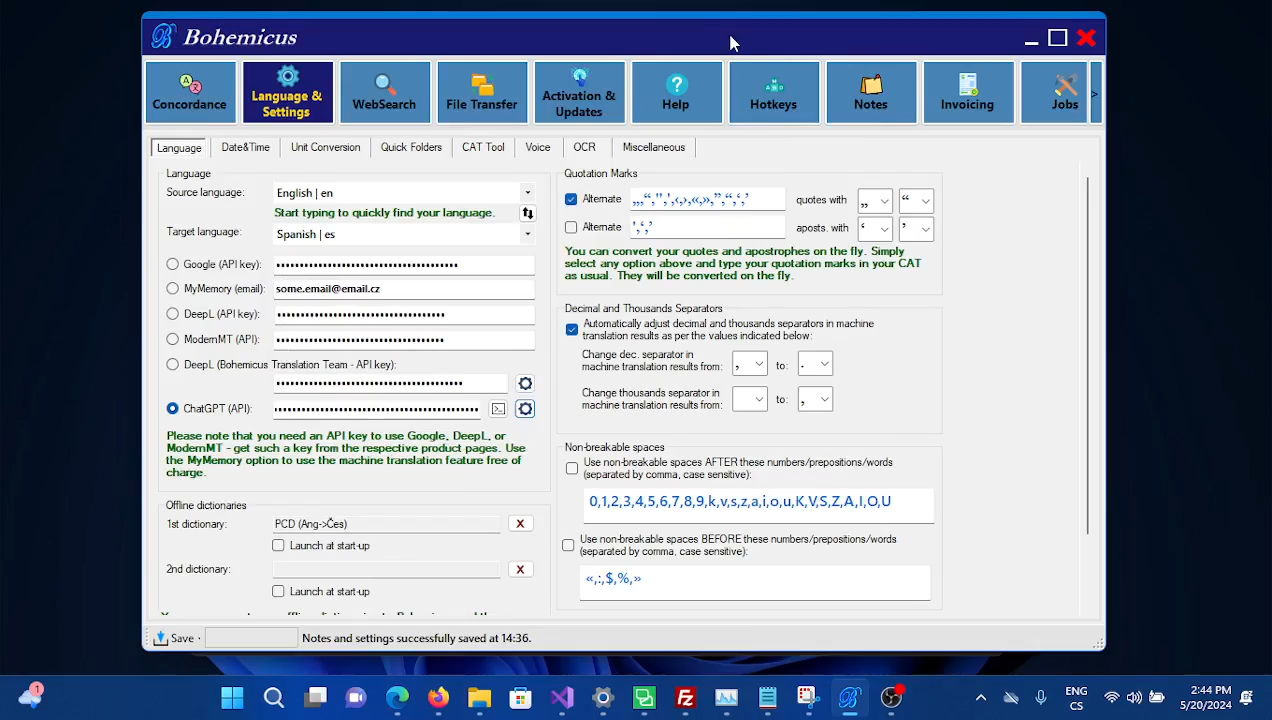 Bohemicus
Concordance
Language &
Settings
WebSearch
File Transfer
Activation &
Updates
Help
Hotkeys
Notes
Invoicing
Jobs
>
Language
Date&Time
Unit Conversion
Quick Folders
CAT Tool
Voice
OCR
Miscellaneous
Language
Source language:
English | en
Start typing to quickly find your language.
Target language:
Spanish | es
Google (API key):
MyMemory (email):
some.email@email.cz
DeepL (API key):
ModernMT (API):
DeepL (Bohemicus Translation Team - API key):
ChatGPT (API):
Please note that you need an API key to use Google, DeepL, or
ModernMT - get such a key from the respective product pages. Use
the MyMemory option to use the machine translation feature free of
charge.
Offline dictionaries
1st dictionary:
PCD (Ang->Čes)
X
Launch at start-up
2nd dictionary:
X
Launch at start-up
Quotation Marks
Alternate
quotes with
„
“
Alternate
',‘,’
aposts. with
‘
’
You can convert your quotes and apostrophes on the fly. Simply
select any option above and type your quotation marks in your CAT
as usual. They will be converted on the fly.
Decimal and Thousands Separators
Automatically adjust decimal and thousands separators in machine
translation results as per the values indicated below:
Change dec. separator in
machine translation results from:
,
to:
.
Change thousands separator in
machine translation results from:
to:
,
Non-breakable spaces
Use non-breakable spaces AFTER these numbers/prepositions/words
(separated by comma, case sensitive):
0,1,2,3,4,5,6,7,8,9,k,v,s,z,a,i,o,u,K,V,S,Z,A,I,O,U
Use non-breakable spaces BEFORE these numbers/prepositions/words
(separated by comma, case sensitive):
«,:,$,%,»
Save
Notes and settings successfully saved at 14:36.
1
ENG
CS
2:44 PM
5/20/2024